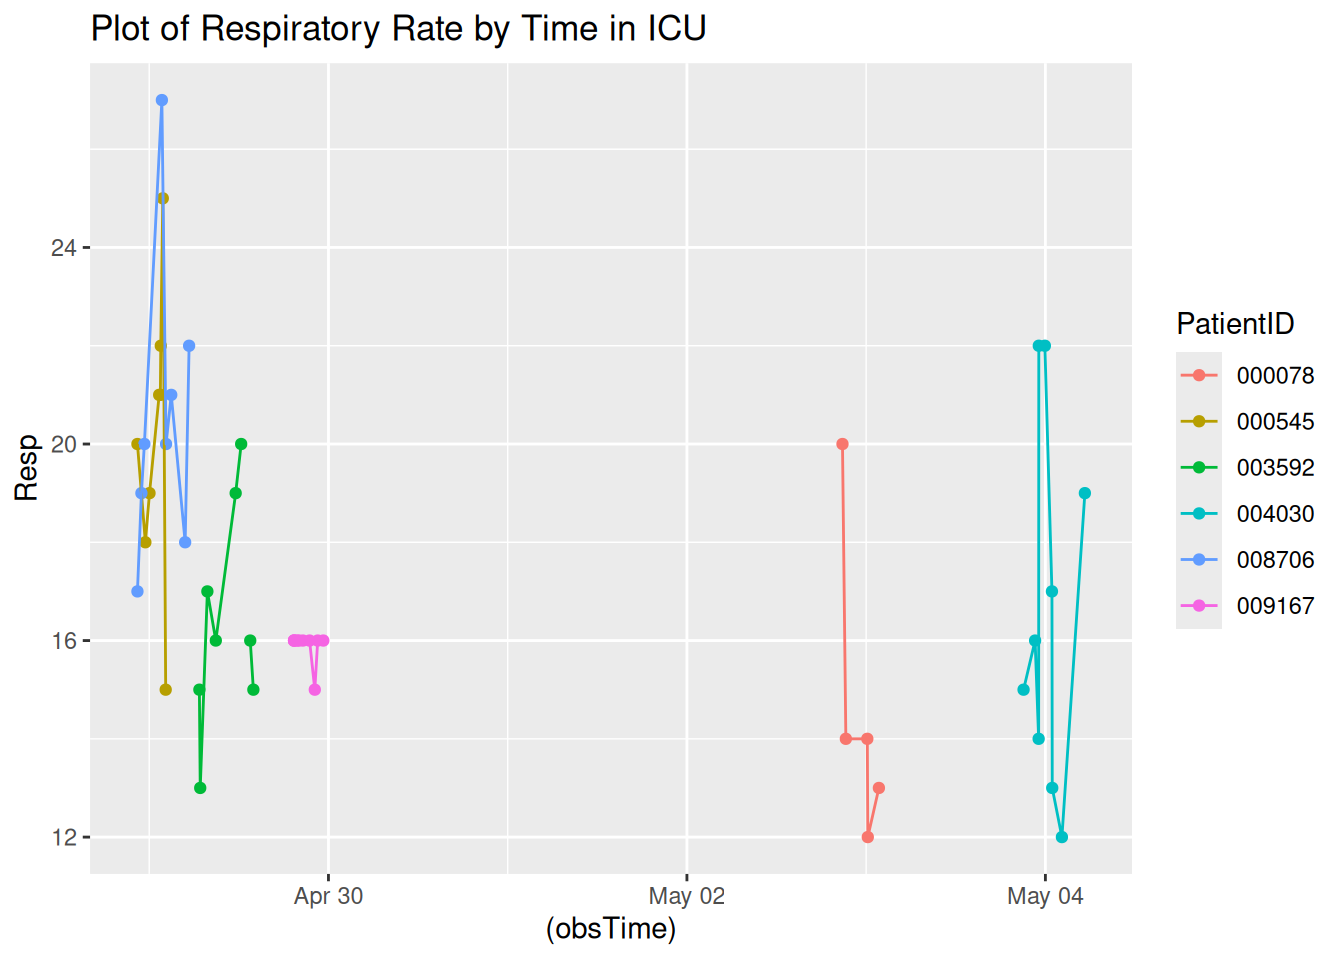 Plot of Respiratory Rate by Time in ICU
24
20
16
12
Resp
Apr 30
May 02
May 04
(obsTime)
PatientID
000078
000545
003592
004030
008706
009167